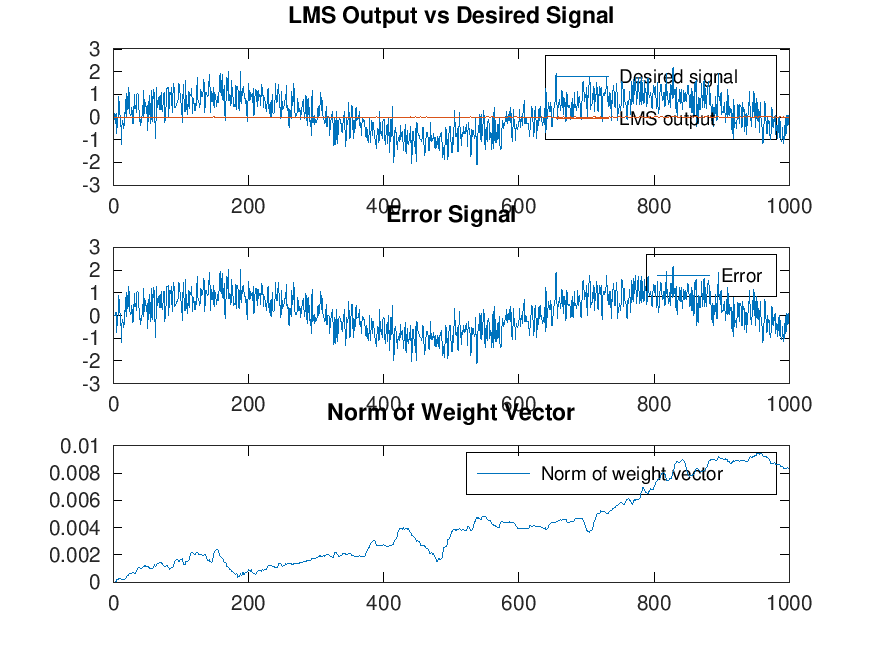 LMS Output vs Desired Signal
3
2
1
0
-1
-2
-3
Desired signal
LMS output
0 200 400 600 800 1000
Error Signal
3
2
1
0
-1
-2
-3
Error
0 200 400 600 800 1000
Norm of Weight Vector
0.01
0.008
0.006
0.004
0.002
0
Norm of weight vector
0 200 400 600 800 1000